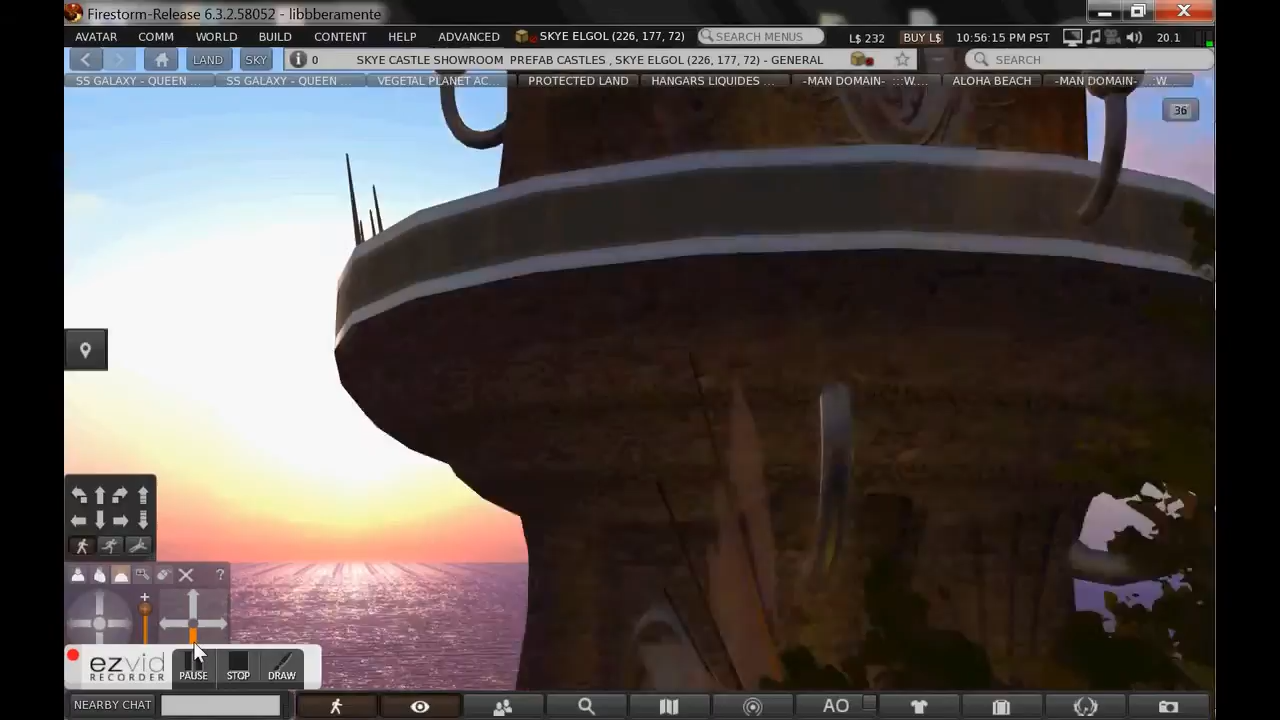 Firestorm-Release 6.3.2.58052 - libbberamente
AVATAR COMM WORLD BUILD CONTENT HELP ADVANCED SKYE ELGOL (226, 177, 72) SEARCH MENUS L$ 232 BUY L$ 10:56:15 PM PST 20.1
LAND SKY 0 SKYE CASTLE SHOWROOM PREFAB CASTLES , SKYE ELGOL (226, 177, 72) - GENERAL SEARCH
SS GALAXY - QUEEN ... SS GALAXY - QUEEN ... VEGETAL PLANET AC... PROTECTED LAND HANGARS LIQUIDES ... -MAN DOMAIN- .::W.... ALOHA BEACH -MAN DOMAIN- .::W...
36
?
+
ezvid
RECORDER
PAUSE STOP DRAW
NEARBY CHAT AO